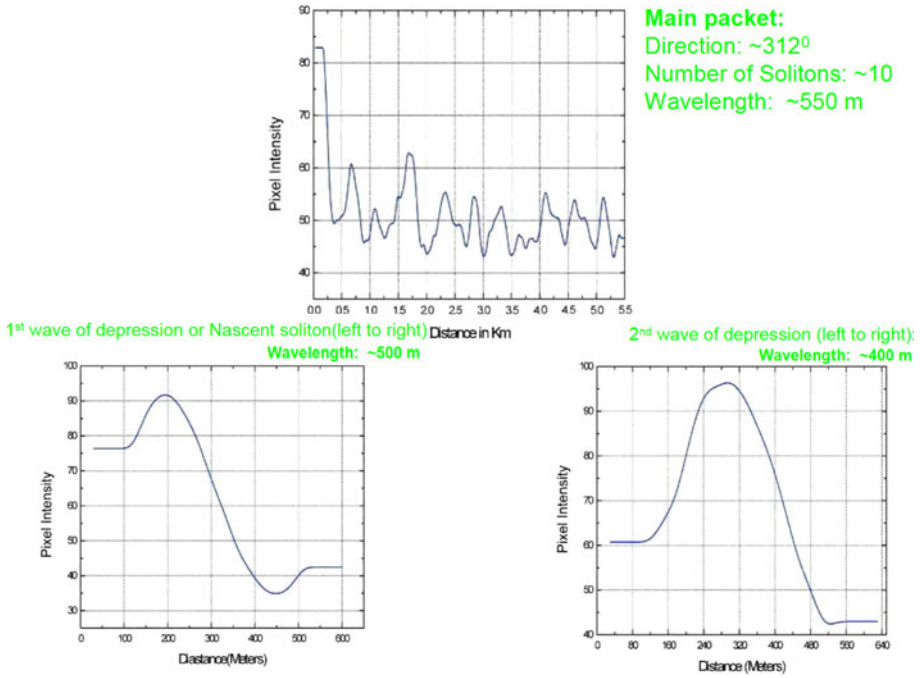 Main packet:
Direction: ~312⁰
Number of Solitons: ~10
Wavelength: ~550 m
90
80
70
60
50
40
Pixel Intensity
0.0 0.5 1.0 1.5 2.0 2.5 3.0 3.5 4.0 4.5 5.0 5.5
Distance in Km
1st wave of depression or Nascent soliton(left to right)
Wavelength: ~500 m
100
90
80
70
60
50
40
30
Pixel Intensity
0 100 200 300 400 500 600
Diastance(Meters)
2nd wave of depression (left to right):
Wavelength: ~400 m
100
90
80
70
60
50
40
Pixel Intensity
0 80 160 240 320 400 480 560 640
Distance (Meters)